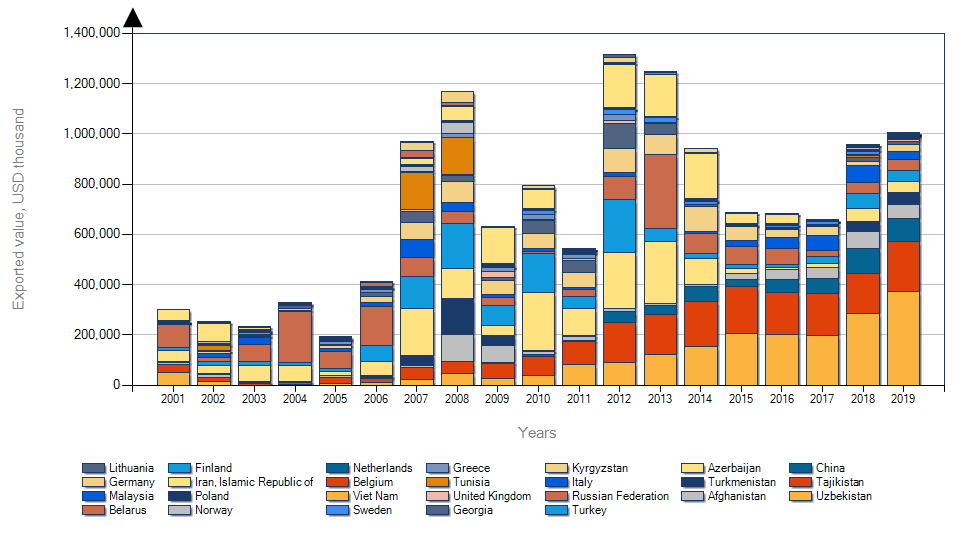 Exported value, USD thousand
1,400,000
1,200,000
1,000,000
800,000
600,000
400,000
200,000
0
2001 2002 2003 2004 2005 2006 2007 2008 2009 2010 2011 2012 2013 2014 2015 2016 2017 2018 2019
Years
Lithuania Finland Netherlands Greece Kyrgyzstan Azerbaijan China
Germany Iran, Islamic Republic of Belgium Tunisia Italy Turkmenistan Tajikistan
Malaysia Poland Viet Nam United Kingdom Russian Federation Afghanistan Uzbekistan
Belarus Norway Sweden Georgia Turkey